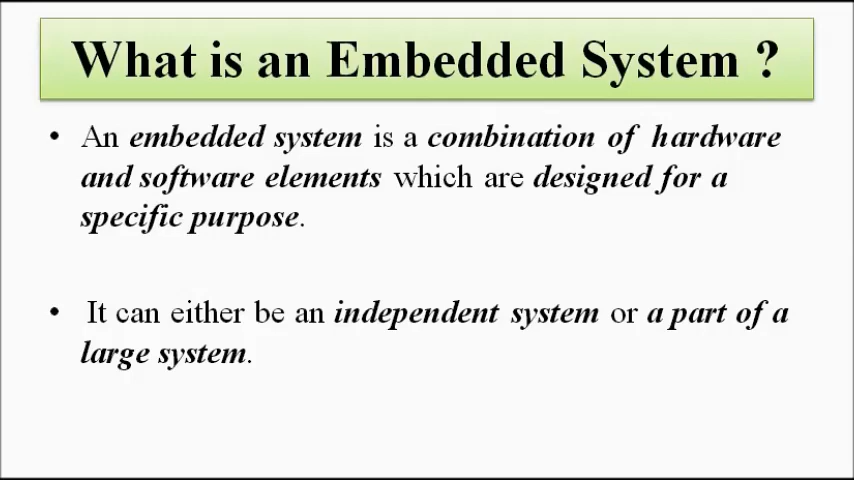 What is an Embedded System ?
• An embedded system is a combination of hardware
and software elements which are designed for a
specific purpose.
• It can either be an independent system or a part of a
large system.